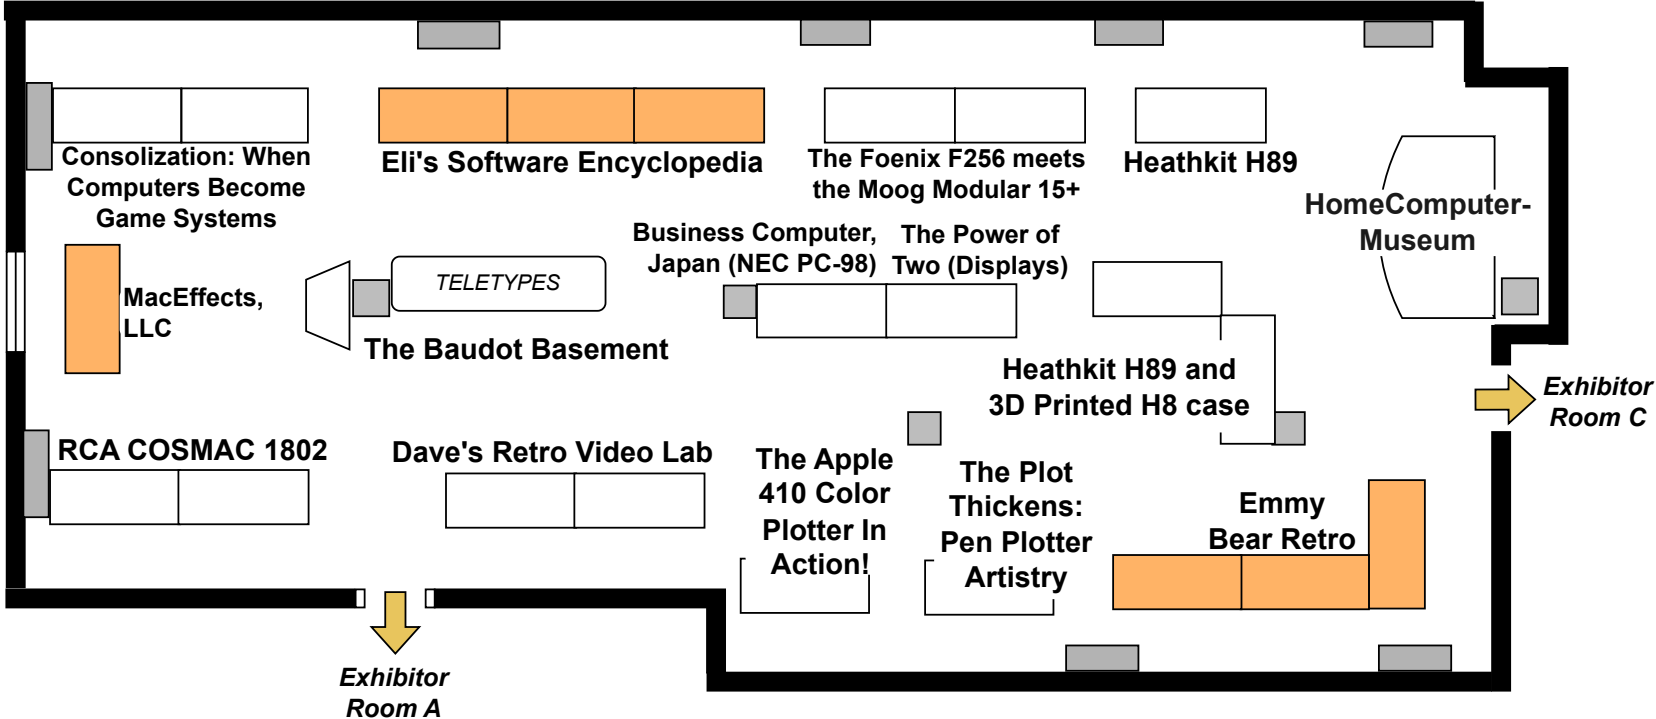 Consolization: When
Computers Become
Game Systems
Eli's Software Encyclopedia
The Foenix F256 meets
the Moog Modular 15+
Heathkit H89
HomeComputer-
Museum
Business Computer,
Japan (NEC PC-98)
The Power of
Two (Displays)
MacEffects,
LLC
TELETYPES
The Baudot Basement
Heathkit H89 and
3D Printed H8 case
Exhibitor
Room C
RCA COSMAC 1802
Dave's Retro Video Lab
The Apple
410 Color
Plotter In
Action!
The Plot
Thickens:
Pen Plotter
Artistry
Emmy
Bear Retro
Exhibitor
Room A